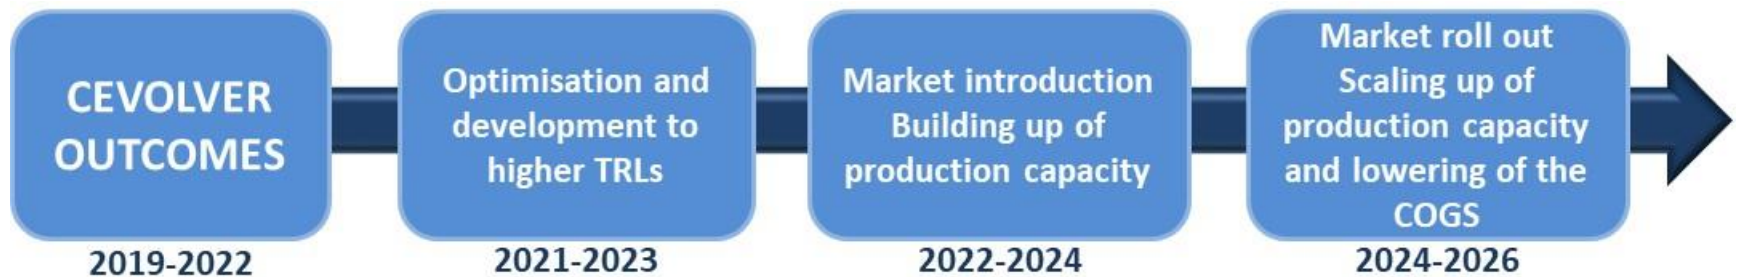 CEVOLVER
OUTCOMES
2019-2022
Optimisation and
development to
higher TRLs
2021-2023
Market introduction
Building up of
production capacity
2022-2024
Market roll out
Scaling up of
production capacity
and lowering of the
COGS
2024-2026